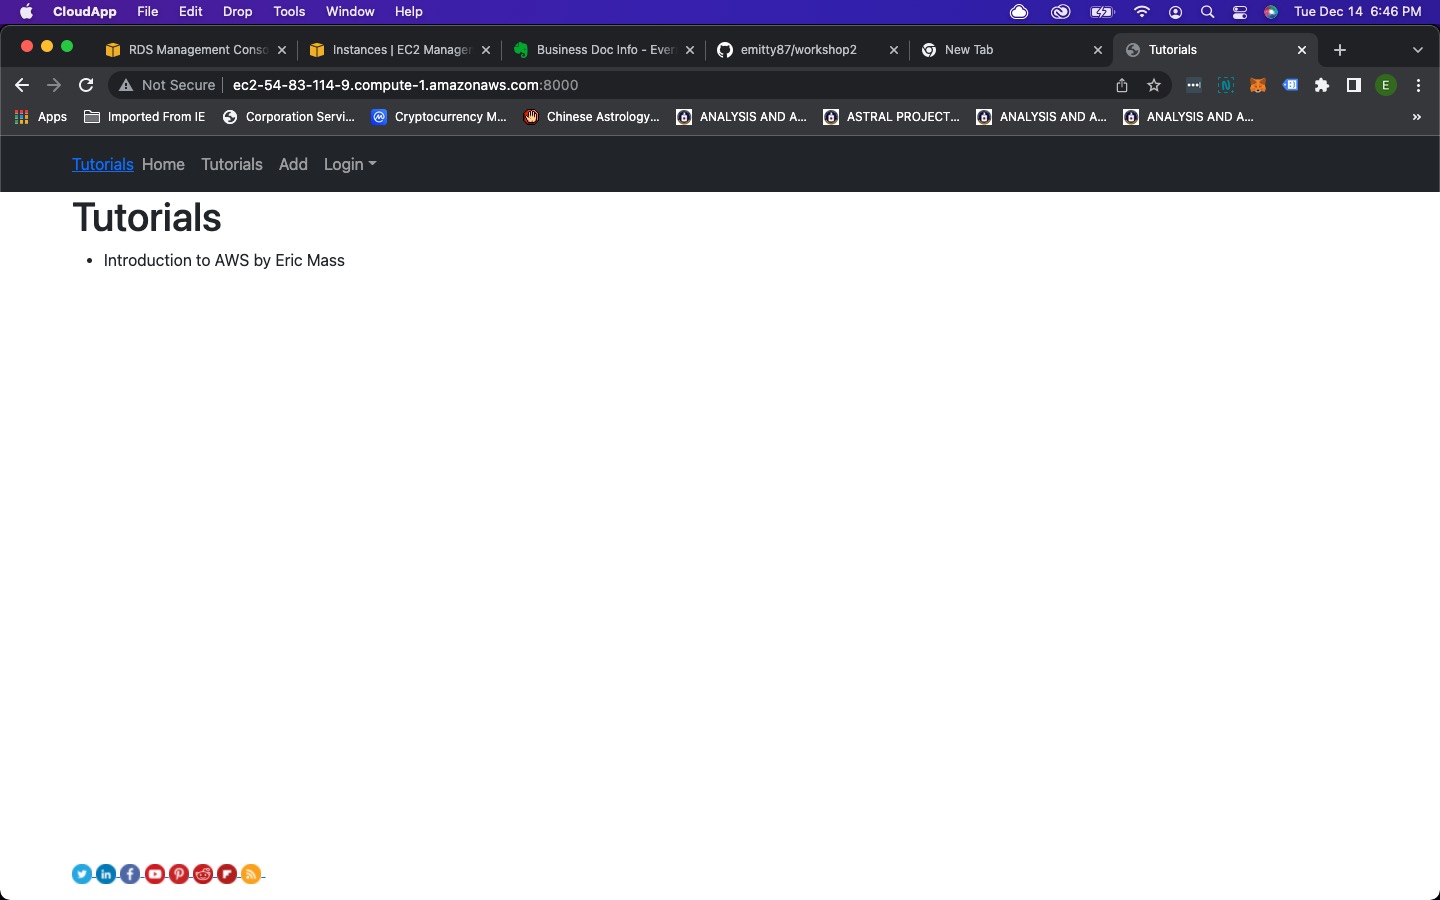 CloudApp File Edit Drop Tools Window Help Tue Dec 14 6:46 PM
RDS Management Conso Instances | EC2 Manager Business Doc Info - Ever emitty87/workshop2 New Tab Tutorials
Not Secure ec2-54-83-114-9.compute-1.amazonaws.com:8000 E
Apps Imported From IE Corporation Servi... Cryptocurrency M... Chinese Astrology... ANALYSIS AND A... ASTRAL PROJECT... ANALYSIS AND A... ANALYSIS AND A... »
Tutorials Home Tutorials Add Login
Tutorials
• Introduction to AWS by Eric Mass